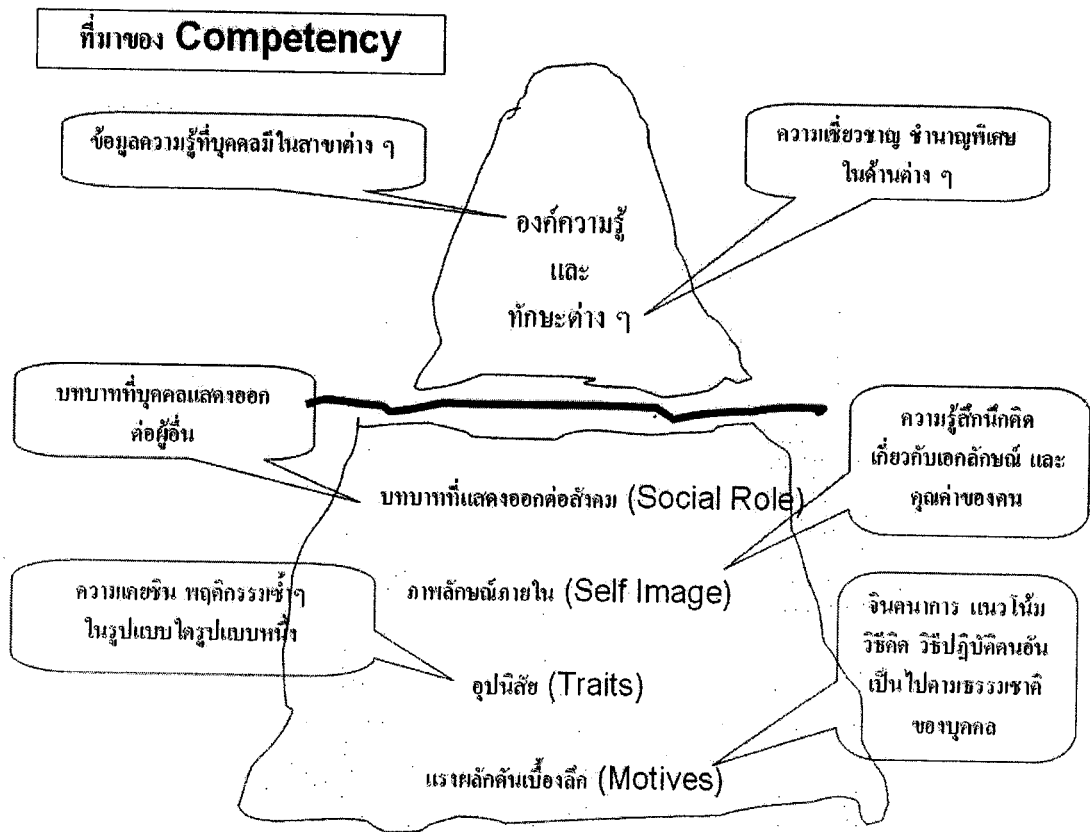 ที่มาของ Competency
ข้อมูลความรู้ที่บุคคลมีในสาขาต่าง ๆ
ความเชี่ยวชาญ ชำนาญพิเศษ
ในด้านต่าง ๆ
องค์ความรู้
และ
ทักษะต่าง ๆ
บทบาทที่บุคคลแสดงออก
ต่อผู้อื่น
ความรู้สึกนึกคิด
เกี่ยวกับเอกลักษณ์ และ
คุณค่าของตน
บทบาทที่แสดงออกต่อสังคม (Social Role)
ความเคยชิน พฤติกรรมซ้ำๆ
ในรูปแบบใดรูปแบบหนึ่ง
ภาพลักษณ์ภายใน (Self Image)
จินตนาการ แนวโน้ม
วิธีคิด วิธีปฏิบัติตนอัน
เป็นไปตามธรรมชาติ
ของบุคคล
อุปนิสัย (Traits)
แรงผลักดันเบื้องลึก (Motives)